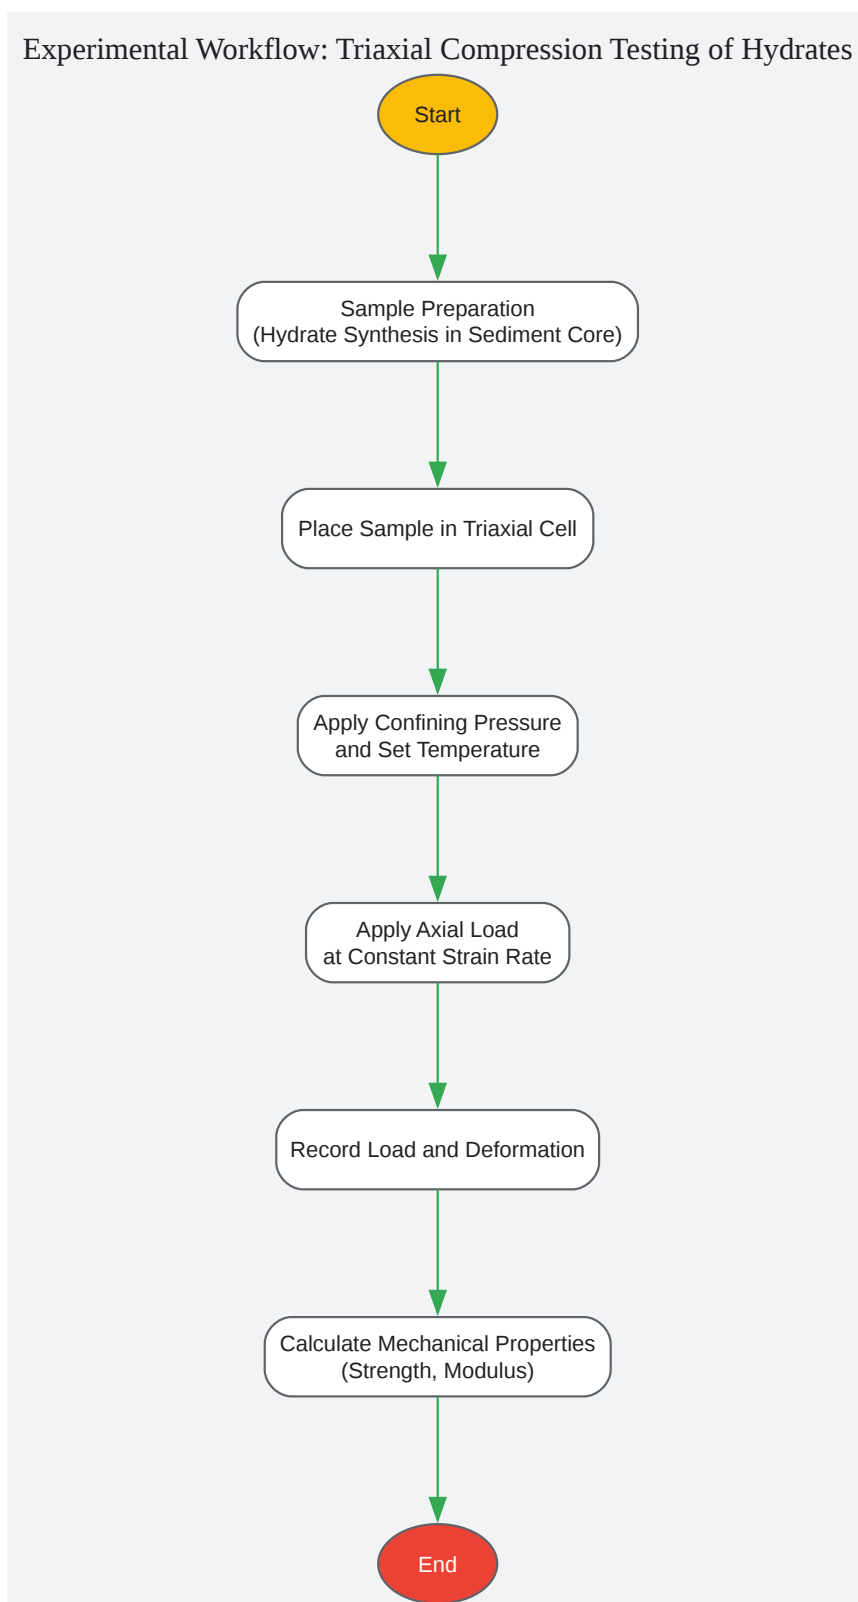 Experimental Workflow: Triaxial Compression Testing of Hydrates
Start
Sample Preparation
(Hydrate Synthesis in Sediment Core)
Place Sample in Triaxial Cell
Apply Confining Pressure
and Set Temperature
Apply Axial Load
at Constant Strain Rate
Record Load and Deformation
Calculate Mechanical Properties
(Strength, Modulus)
End